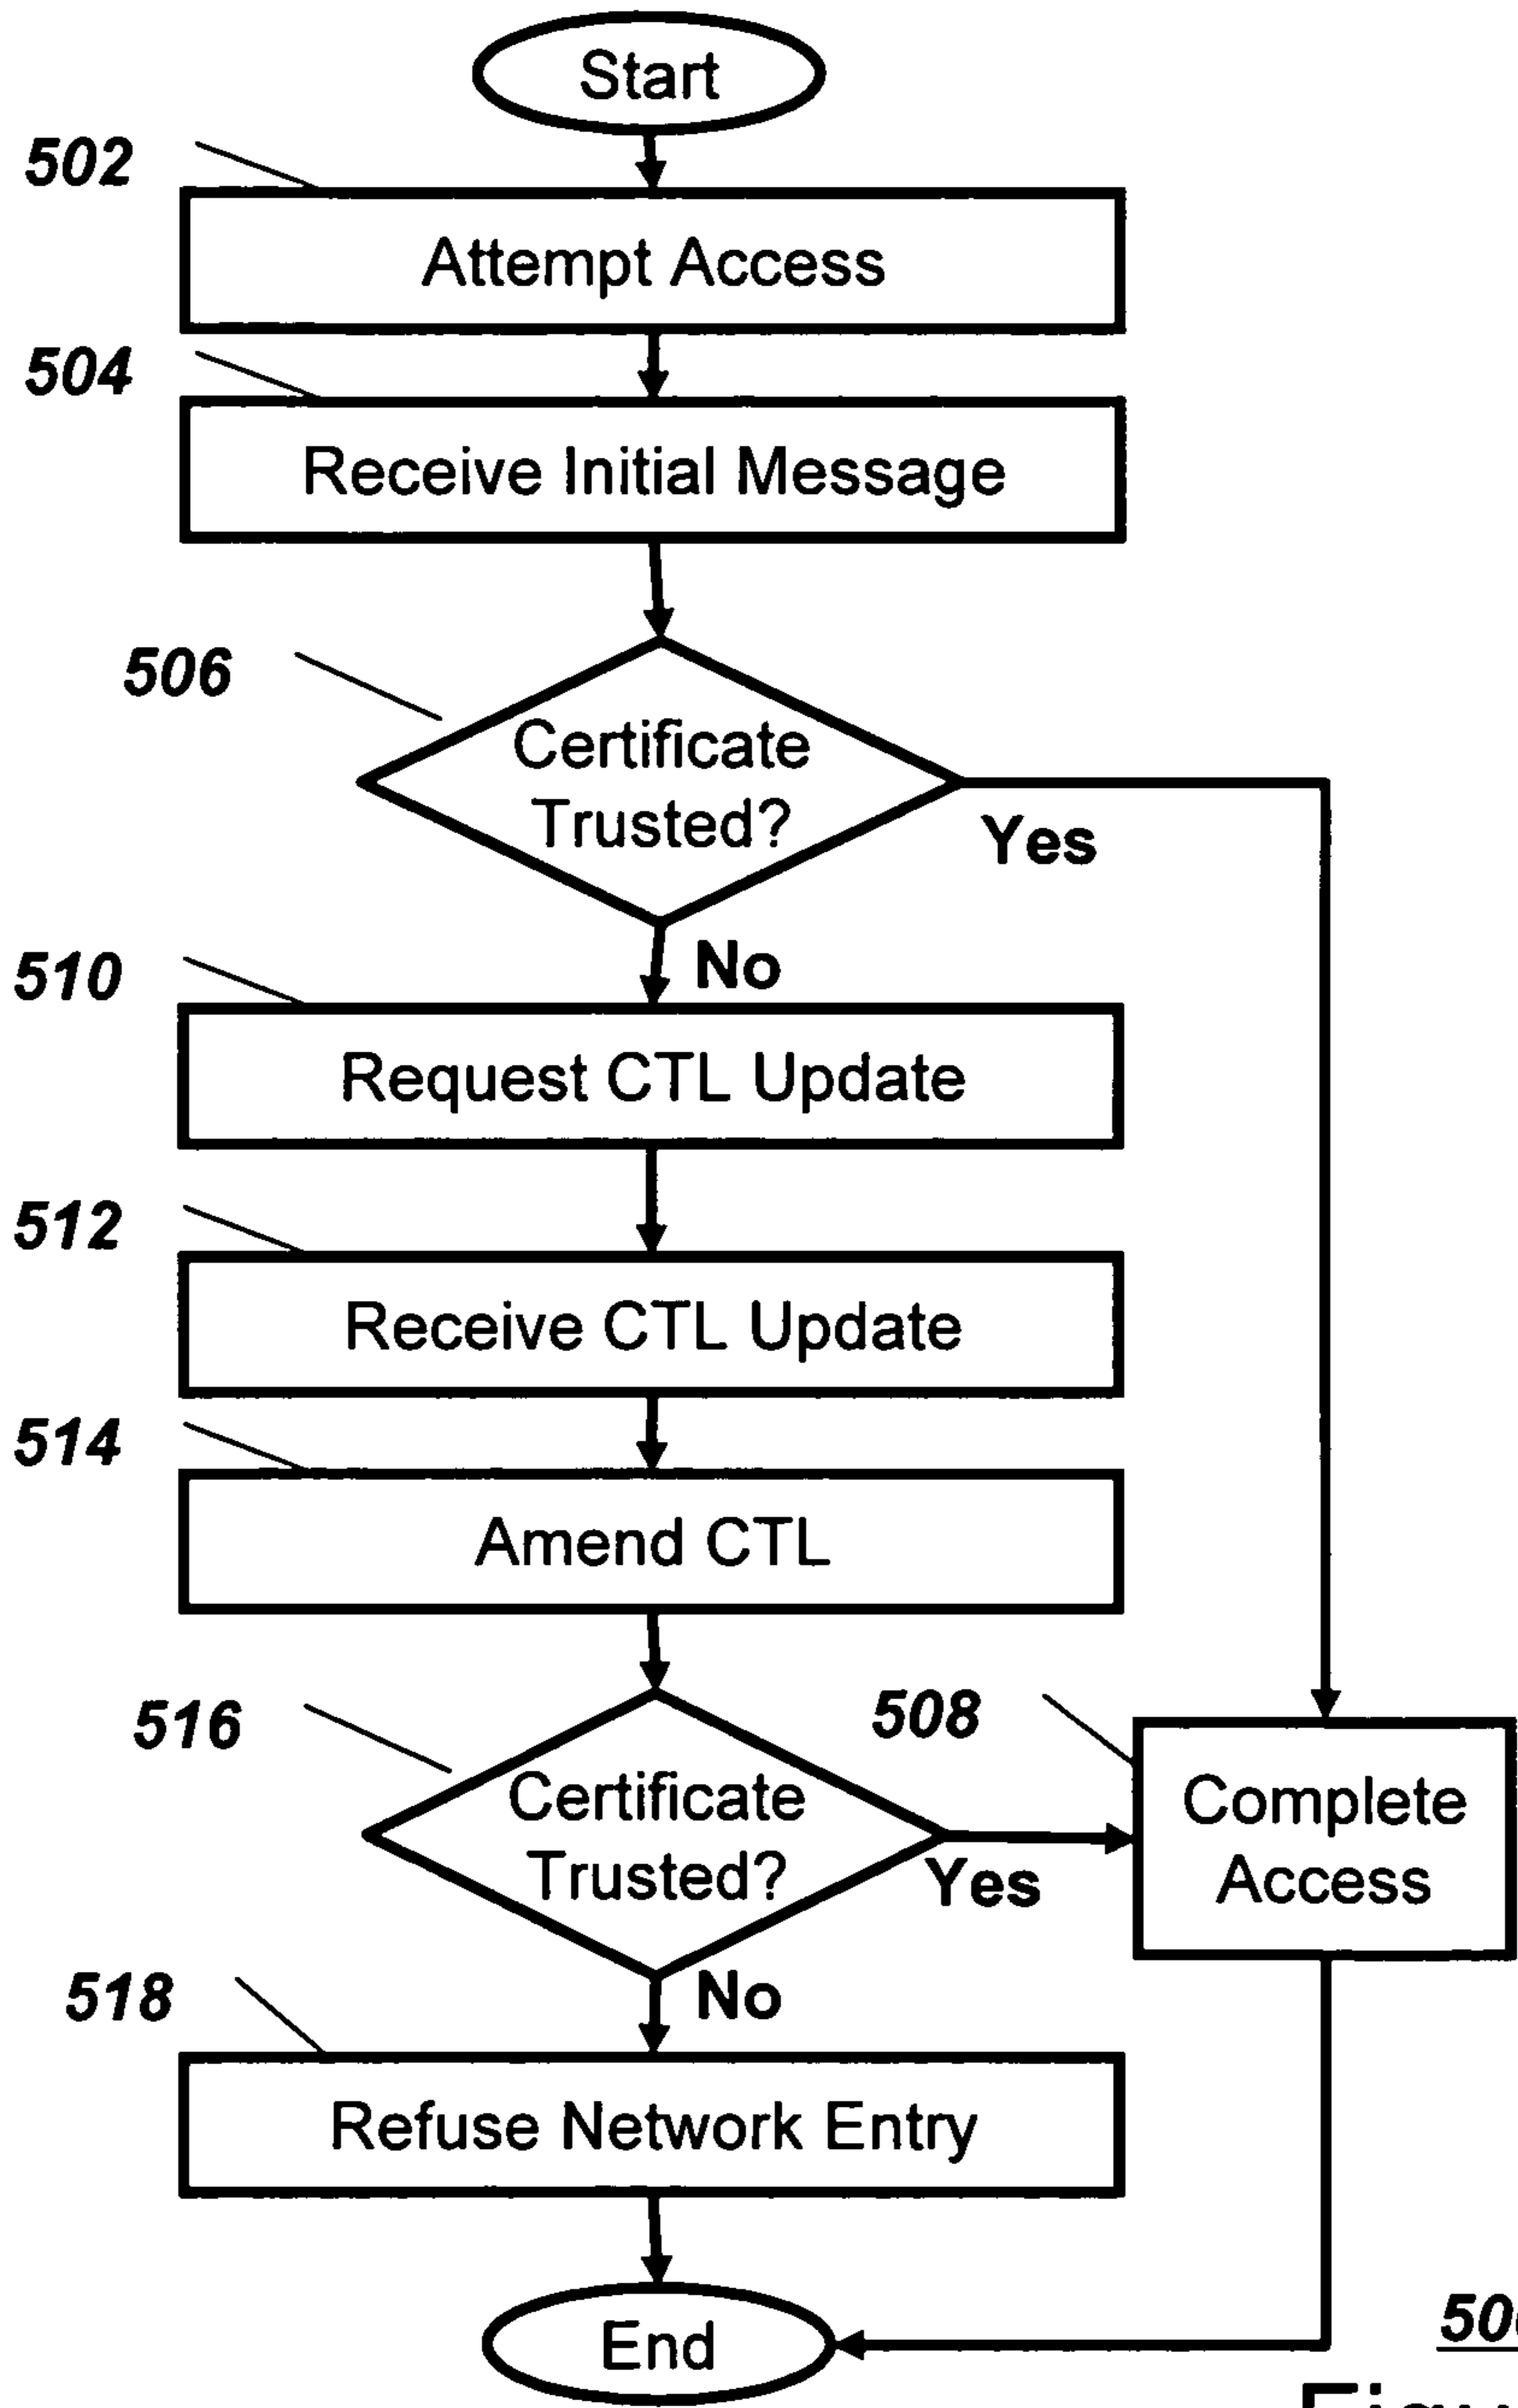 Start
502
Attempt Access
504
Receive Initial Message
506
Certificate
Trusted?
Yes
No
510
Request CTL Update
512
Receive CTL Update
514
Amend CTL
516
Certificate
Trusted?
Yes
508
Complete
Access
No
518
Refuse Network Entry
End